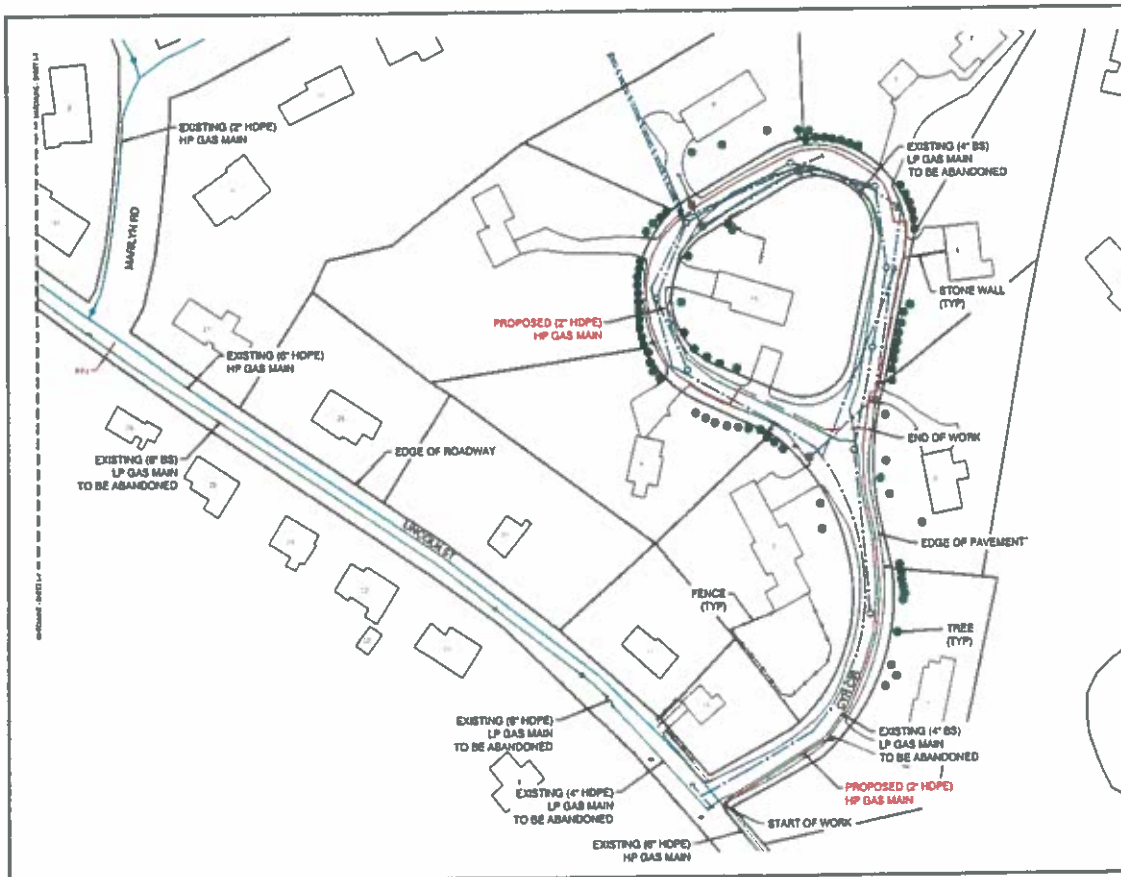 EXISTING (2" HDPE)
HP GAS MAIN
MARILYN RD
EXISTING (4" BS)
LP GAS MAIN
TO BE ABANDONED
STONE WALL
(TYP)
PROPOSED (2" HDPE)
HP GAS MAIN
EXISTING (6" HDPE)
HP GAS MAIN
EXISTING (6" BS)
LP GAS MAIN
TO BE ABANDONED
EDGE OF ROADWAY
END OF WORK
LINCOLN ST
EDGE OF PAVEMENT
FENCE
(TYP)
TREE
(TYP)
EXISTING (6" HDPE)
LP GAS MAIN
TO BE ABANDONED
EXISTING (4" BS)
LP GAS MAIN
TO BE ABANDONED
EXISTING (4" HDPE)
LP GAS MAIN
TO BE ABANDONED
PROPOSED (2" HDPE)
HP GAS MAIN
START OF WORK
EXISTING (6" HDPE)
HP GAS MAIN